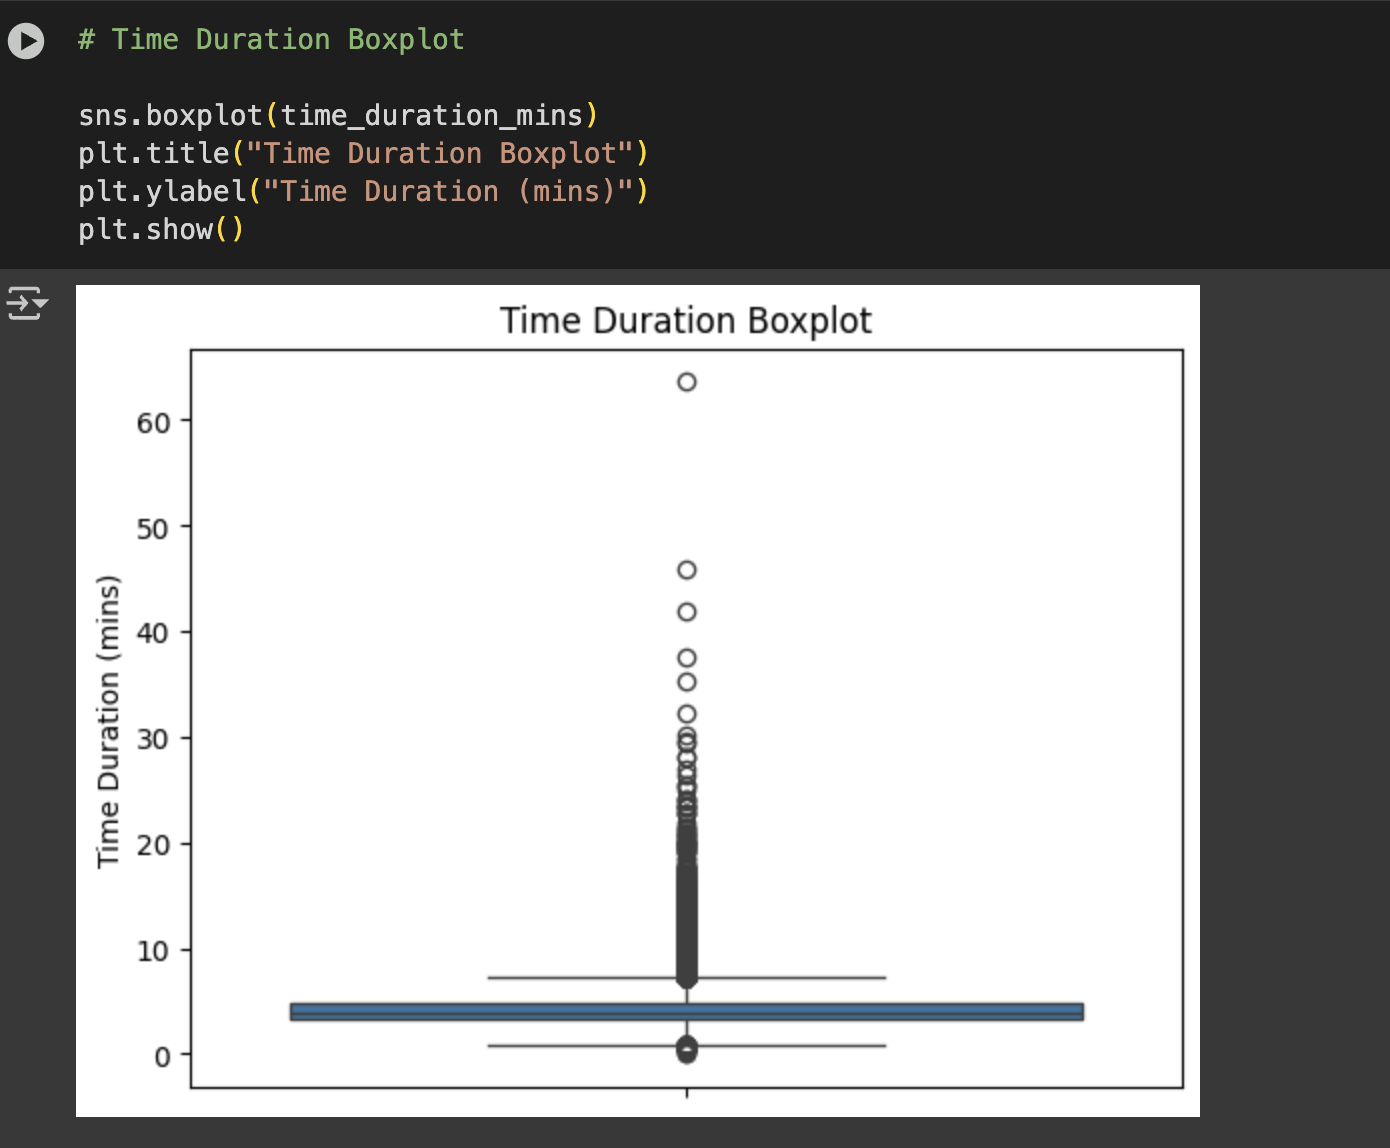 # Time Duration Boxplot
sns.boxplot(time_duration_mins)
plt.title("Time Duration Boxplot")
plt.ylabel("Time Duration (mins)")
plt.show()
Time Duration Boxplot
60
50
40
30
20
10
0
Time Duration (mins)